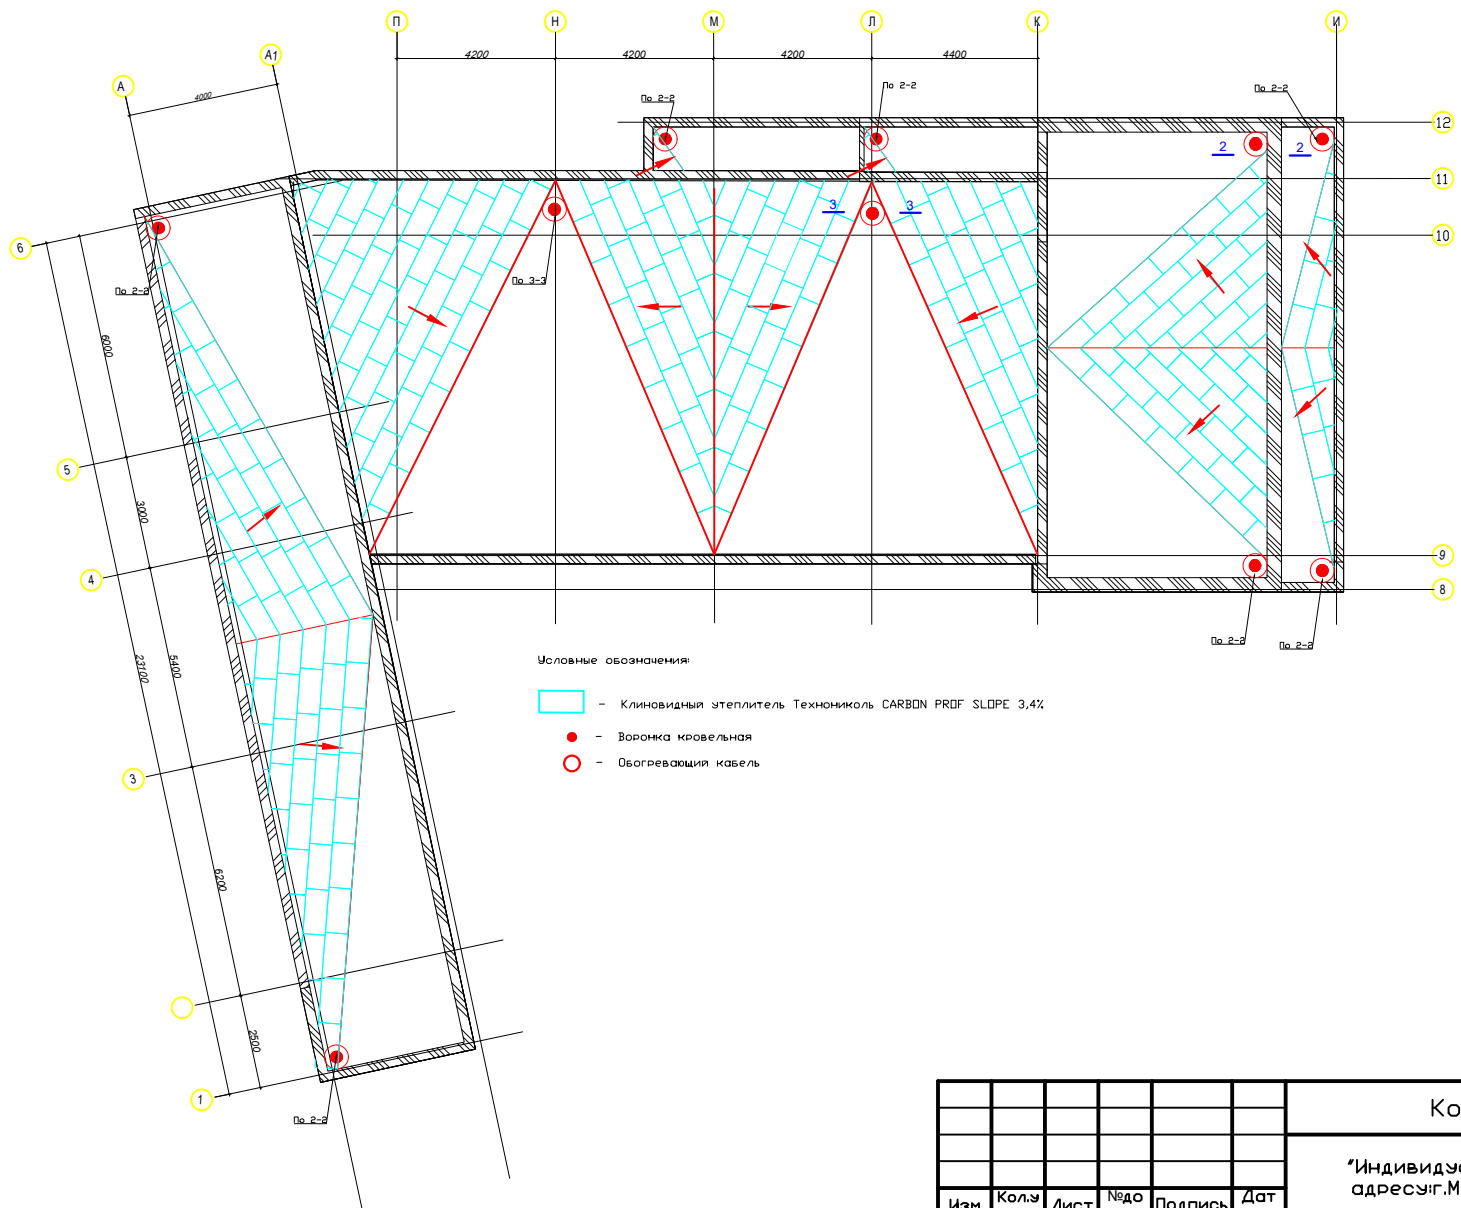 П
Н
М
Л
К
И
А
А1
4200
4200
4200
4400
4000
По 2-2
По 2-2
По 2-2
12
2
2
11
3
3
10
6
По 2-2
По 3-3
6000
5
3000
9
4
8
По 2-2
По 2-2
5400
23100
Условные обозначения:
- Клиновидный утеплитель Технониколь CARBON PROF SLOPE 3,4%
- Воронка кровельная
- Обогревающий кабель
3
6200
2500
1
По 2-2
Ко
"Индивидуа
адресу:г.М
Изм
Кол.у
Лист
№до
Подпись
Дат